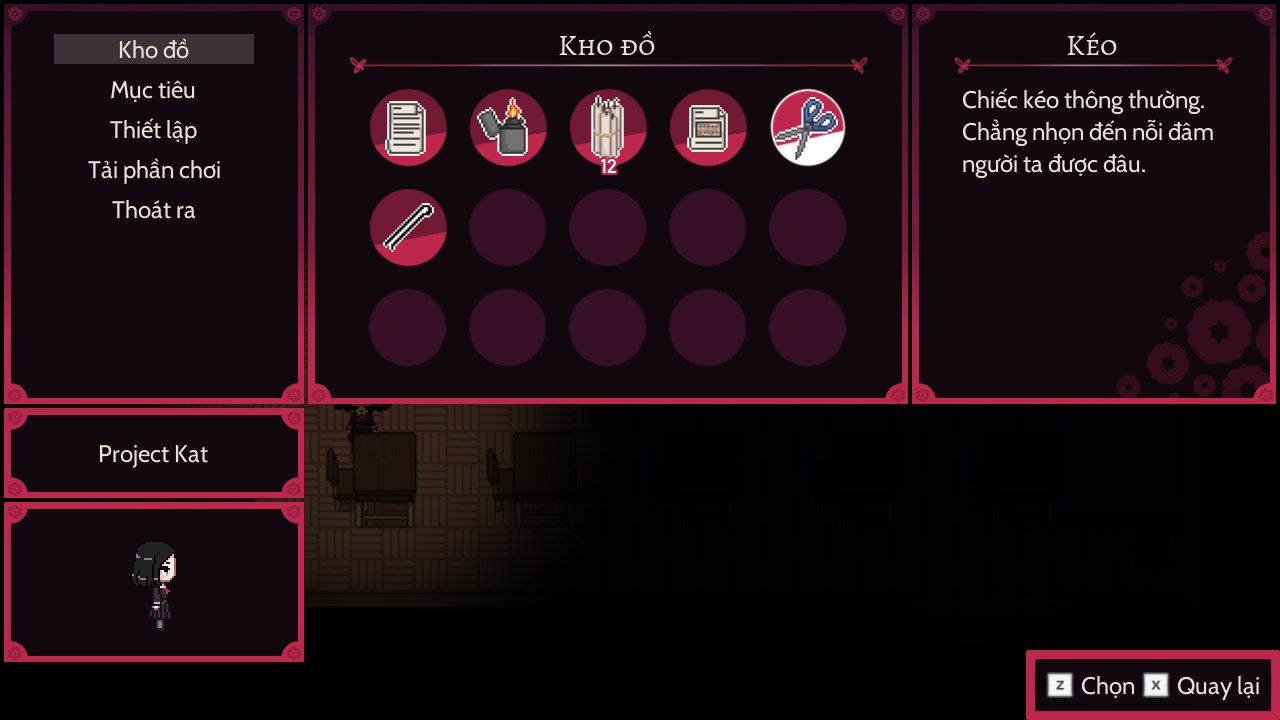 Kho đồ
Mục tiêu
Thiết lập
Tải phần chơi
Thoát ra
Kho đồ
12
Kéo
Chiếc kéo thông thường.
Chẳng nhọn đến nỗi đâm
người ta được đâu.
Project Kat
Z Chọn X Quay lại